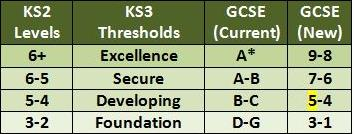 KS2 Levels KS3 Thresholds GCSE (Current) GCSE (New)
6+ Excellence A* 9-8
6-5 Secure A-B 7-6
5-4 Developing B-C 5-4
3-2 Foundation D-G 3-1